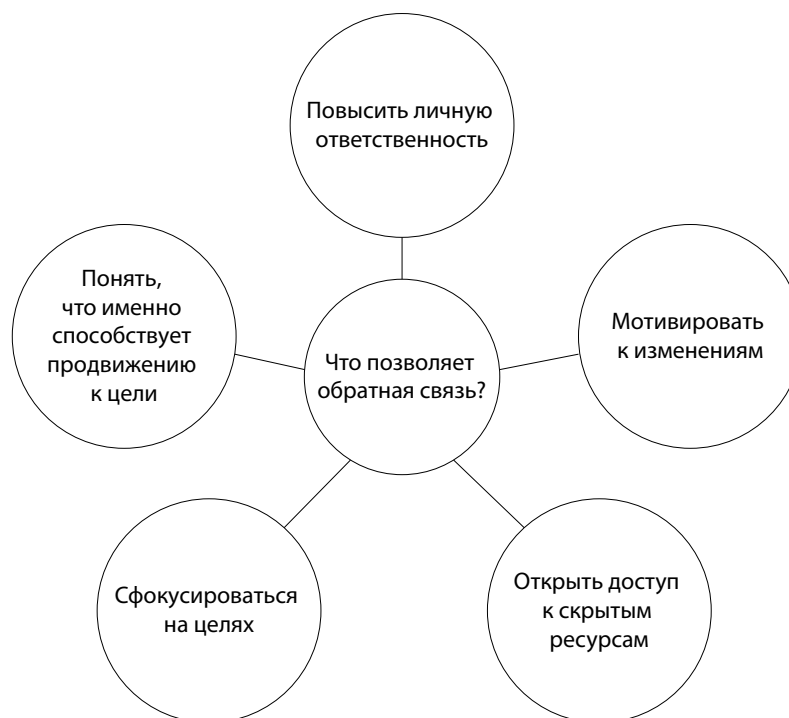 Повысить личную
ответственность
Понять,
что именно
способствует
продвижению
к цели
Что позволяет
обратная связь?
Мотивировать
к изменениям
Сфокусироваться
на целях
Открыть доступ
к скрытым
ресурсам